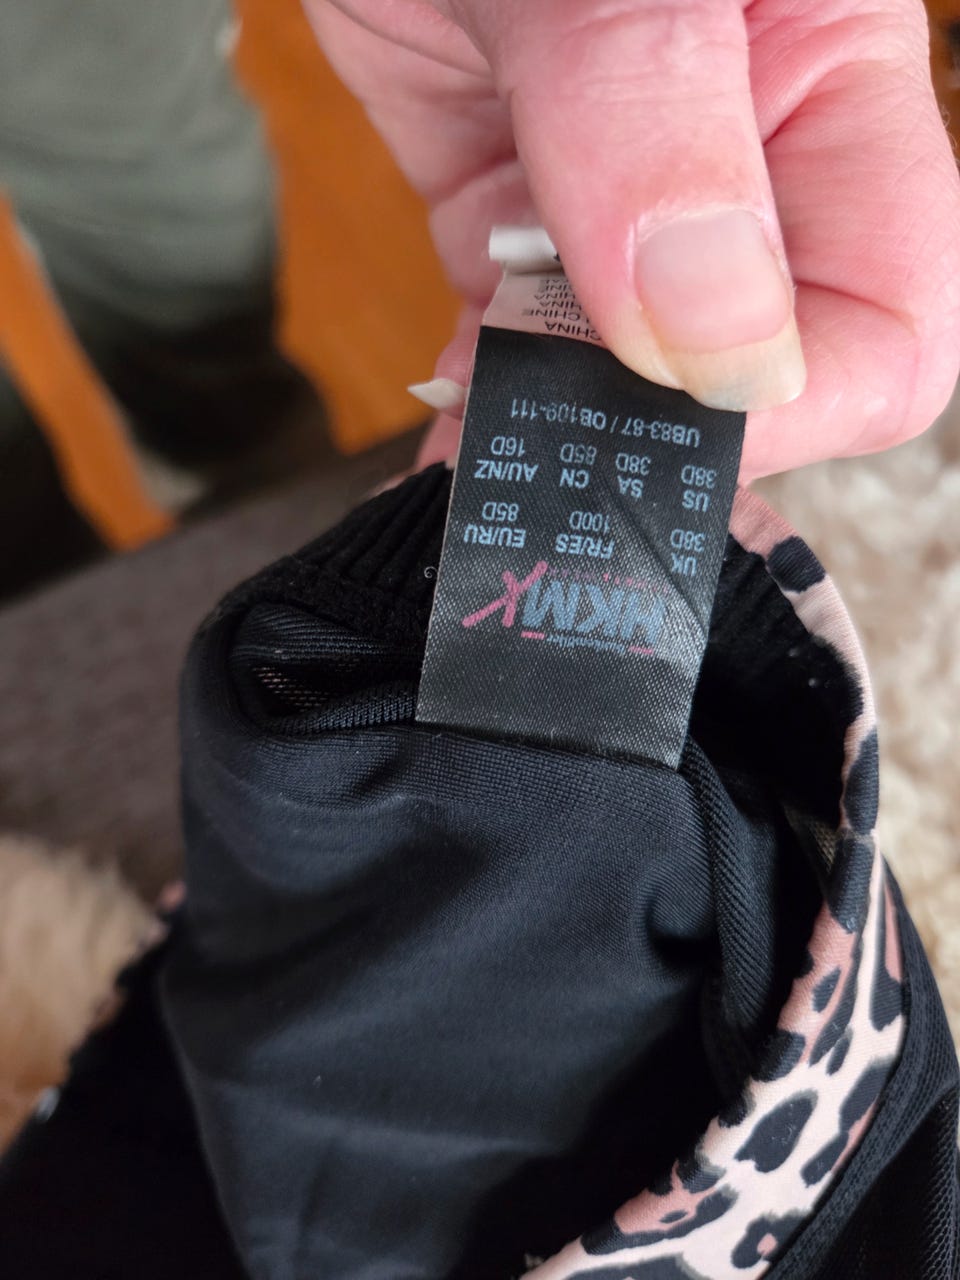 HKMX
UK FR/ES EU/RU
38D 100D 85D
US SA CN AU/NZ
38D 38D 85D 16D
UB83-87 / OB109-111
CHINA
CHINE